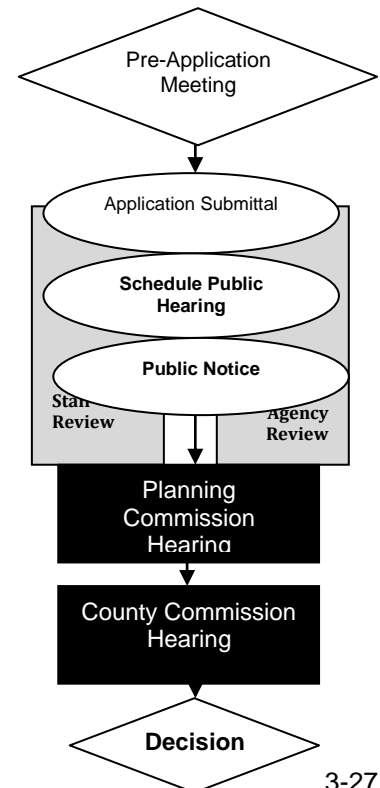 Pre-Application
Meeting
Application Submittal
Schedule Public
Hearing
Public Notice
Staff
Review
Agency
Review
Planning
Commission
Hearing
County Commission
Hearing
Decision
3-27